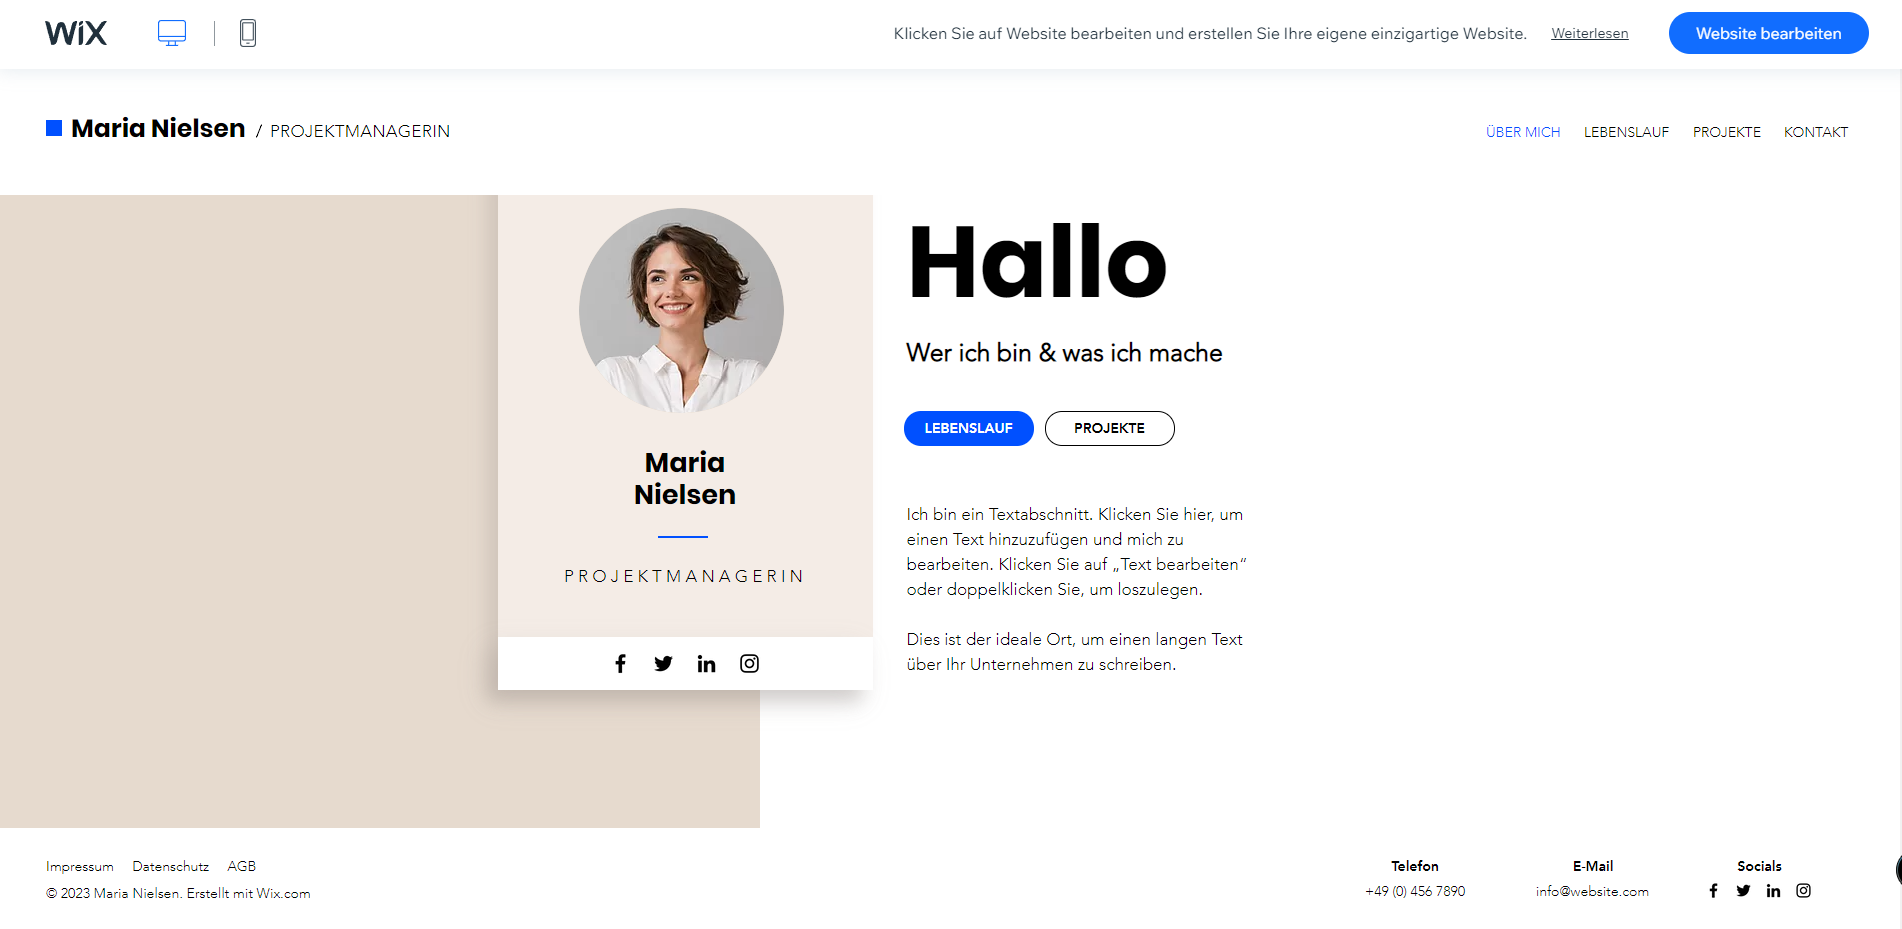 WiX
Klicken Sie auf Website bearbeiten und erstellen Sie Ihre eigene einzigartige Website. Weiterlesen Website bearbeiten
Maria Nielsen / PROJEKTMANAGERIN
ÜBER MICH LEBENSLAUF PROJEKTE KONTAKT
Maria
Nielsen
PROJEKTMANAGERIN
Hallo
Wer ich bin & was ich mache
LEBENSLAUF PROJEKTE
Ich bin ein Textabschnitt. Klicken Sie hier, um
einen Text hinzuzufügen und mich zu
bearbeiten. Klicken Sie auf „Text bearbeiten“
oder doppelklicken Sie, um loszulegen.
Dies ist der ideale Ort, um einen langen Text
über Ihr Unternehmen zu schreiben.
Impressum Datenschutz AGB
© 2023 Maria Nielsen. Erstellt mit Wix.com
Telefon
+49 (0) 456 7890
E-Mail
info@website.com
Socials